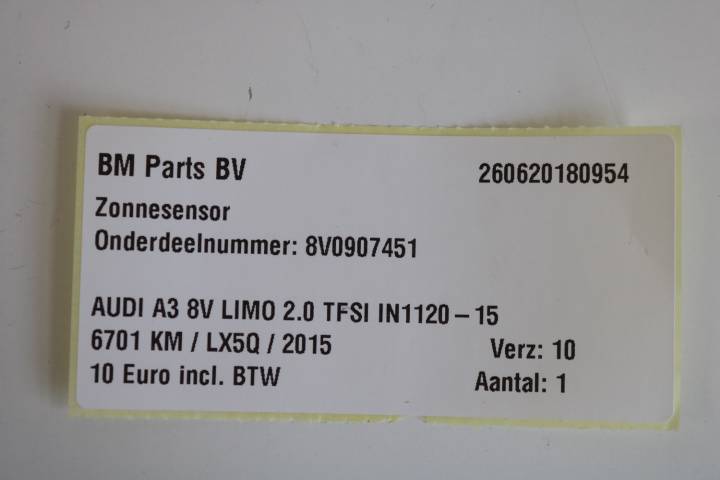 BM Parts BV 260620180954
Zonnesensor
Onderdeelnummer: 8V0907451
AUDI A3 8V LIMO 2.0 TFSI IN1120-15
6701 KM / LX5Q / 2015 Verz: 10
10 Euro incl. BTW Aantal: 1